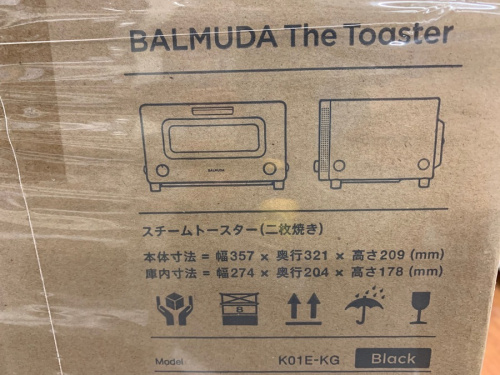 BALMUDA The Toaster
BALMUDA
スチームトースター(二枚焼き)
本体寸法 = 幅357 × 奥行321 × 高さ209 (mm)
庫内寸法 = 幅274 × 奥行204 × 高さ178 (mm)
8
Model
K01E-KG Black